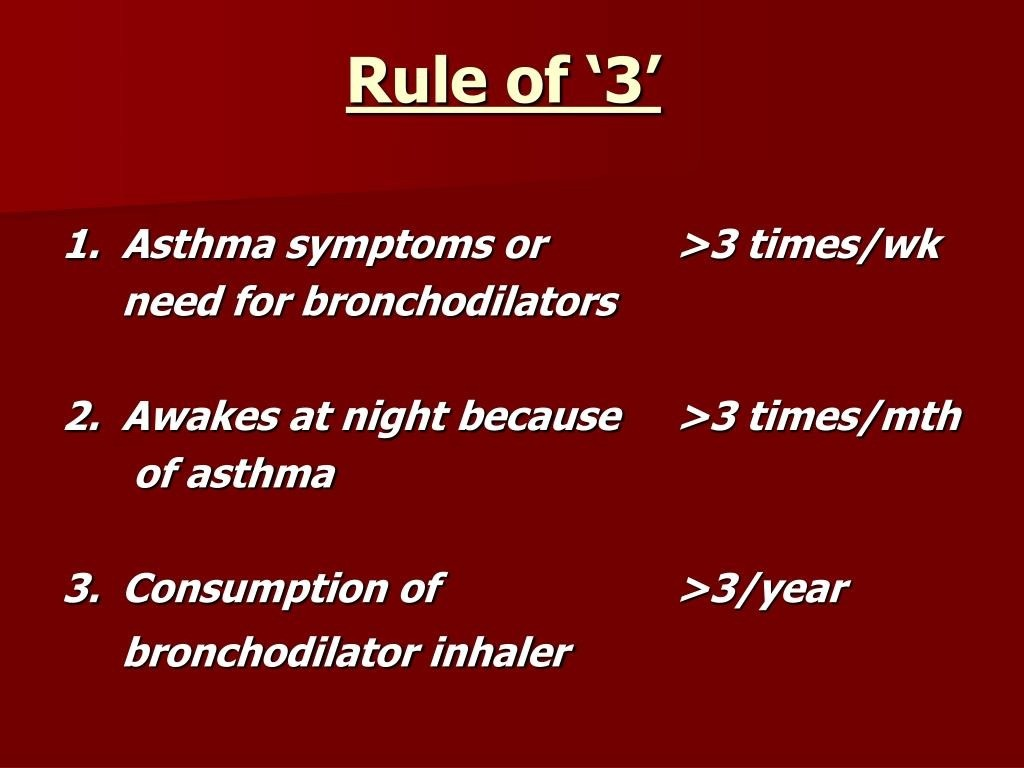 Rule of ‘3’
1. Asthma symptoms or >3 times/wk
need for bronchodilators
2. Awakes at night because >3 times/mth
of asthma
3. Consumption of >3/year
bronchodilator inhaler